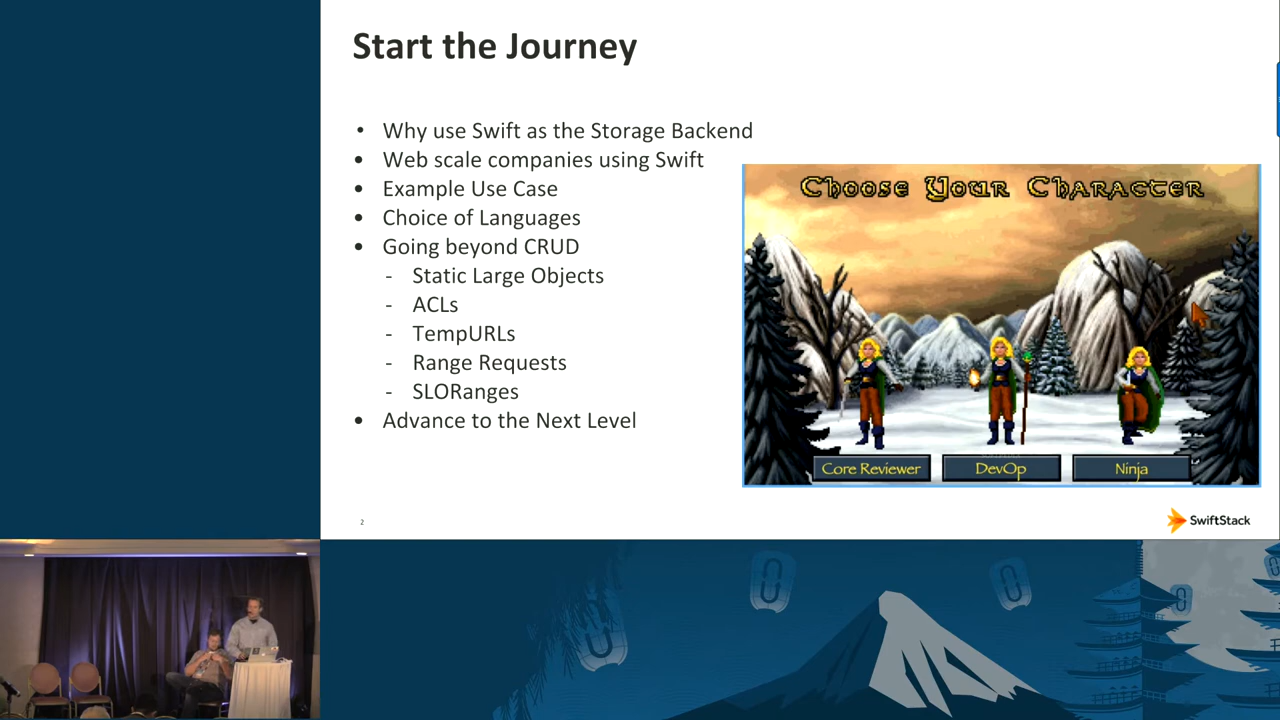 Start the Journey
• Why use Swift as the Storage Backend
• Web scale companies using Swift
• Example Use Case
• Choice of Languages
• Going beyond CRUD
- Static Large Objects
- ACLs
- TempURLs
- Range Requests
- SLORanges
• Advance to the Next Level
Choose Your Character
Core Reviewer
DevOp
Ninja
2
SwiftStack